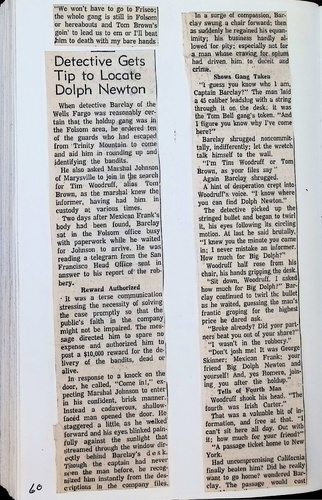 "We won't have to go to Frisco;
the whole gang is still in Folsom
or hereabouts and Tom Brown's
goin' to lead us to em or I'll beat
him to death with my bare hands
Detective Gets
Tip to Locate
Dolph Newton
When detective Barclay of the
Wells Fargo was reasonably cer-
tain that the holdup gang was in
the Folsom area, he ordered ten
of the guards who had escaped
from Trinity Mountain to come
and aid him in rounding up and
identifying the bandits.
He also asked Marshal Johnson
of Marysville to join in the search
for Tim Woodruff, alias Tom
Brown, as the marshal knew the
informer, having had him in
custody at various times.
Two days after Mexican Frank's
body had been found, Barclay
sat in the Folsom office busy
with paperwork while he waited
for Johnson to arrive. He was
reading a telegram from the San
Francisco Head Office sent in
answer to his report of the rob-
bery.
Reward Authorized
It was a terse communication
stressing the necessity of solving
the case promptly so that the
public's faith in the company
might not be impaired. The mes-
sage directed him to spare no
expense and authorized him to
post a $10,000 reward for the de-
livery of the bandits, dead or
alive.
In response to a knock on the
door, he called, "Come in!," ex-
pecting Marshal Johnson to enter
in his confident, brisk manner.
Instead a cadaverous, shallow-
faced man opened the door. He
staggered a little as he walked
forward and his eyes blinked pain-
fully against the sunlight that
streamed through the window dir-
ectly behind Barclay's desk.
Though the captain had never
seen the man before, he recog-
nized him instantly from the des-
criptions in the company files.
60
In a surge of compassion, Bar-
clay swung a chair forward; then
as suddenly he regained his equan-
imity; his business hardly al-
lowed for pity; especially not for
a man whose craving for opium
had driven him to deceit and
crime.
Shows Gang Taken
"I guess you know who I am,
Captain Barclay?" The man laid
a 45 caliber leadslug with a string
through it on the desk: it was
the Tom Bell gang's token. "And
I figure you know why I've come
here!"
Barclay shrugged noncommit-
tally, indifferently; let the wretch
talk himself to the wall.
"I'm Tim Woodruff or Tom
Brown, as your files say"
Again Barclay shrugged.
A hint of desperation crept into
Woodruff's voice. "I know where
you can find Dolph Newton."
The detective picked up the
stringed bullet and began to twirl
it, his eyes following its circling
motion. At last he said brutally,
"I knew you the minute you came
in; I never mistake an informer.
How much for Big Dolph?"
Woodruff half rose from his
chair, his hands gripping the desk.
"Sit down, Woodruff. I asked
how much for Big Dolph?" Bar-
clay continued to twirl the bullet
as he waited, guessing the man's
frantic groping for the highest
price he dared ask.
"Broke already? Did your part-
ners beat you out of your share?"
"I wasn't in the robbery."
"Don't josh me! It was George
Skinner; Mexican Frank; your
friend Big Dolph Newton and
yourself! And, yes Romero, join-
ing you after the holdup."
Tells of Fourth Man
Woodruff shook his head. "The
fourth was Irish Carter."
That was a valuable bit of in-
formation, and free at that. "I
can't sit here all day. Out with
it; how much for your friend?"
"A passage ticket home to New
York.
Had uncompromising California
finally beaten him? Did he really
want to go home? wondered Bar-
clay. The passage would cost